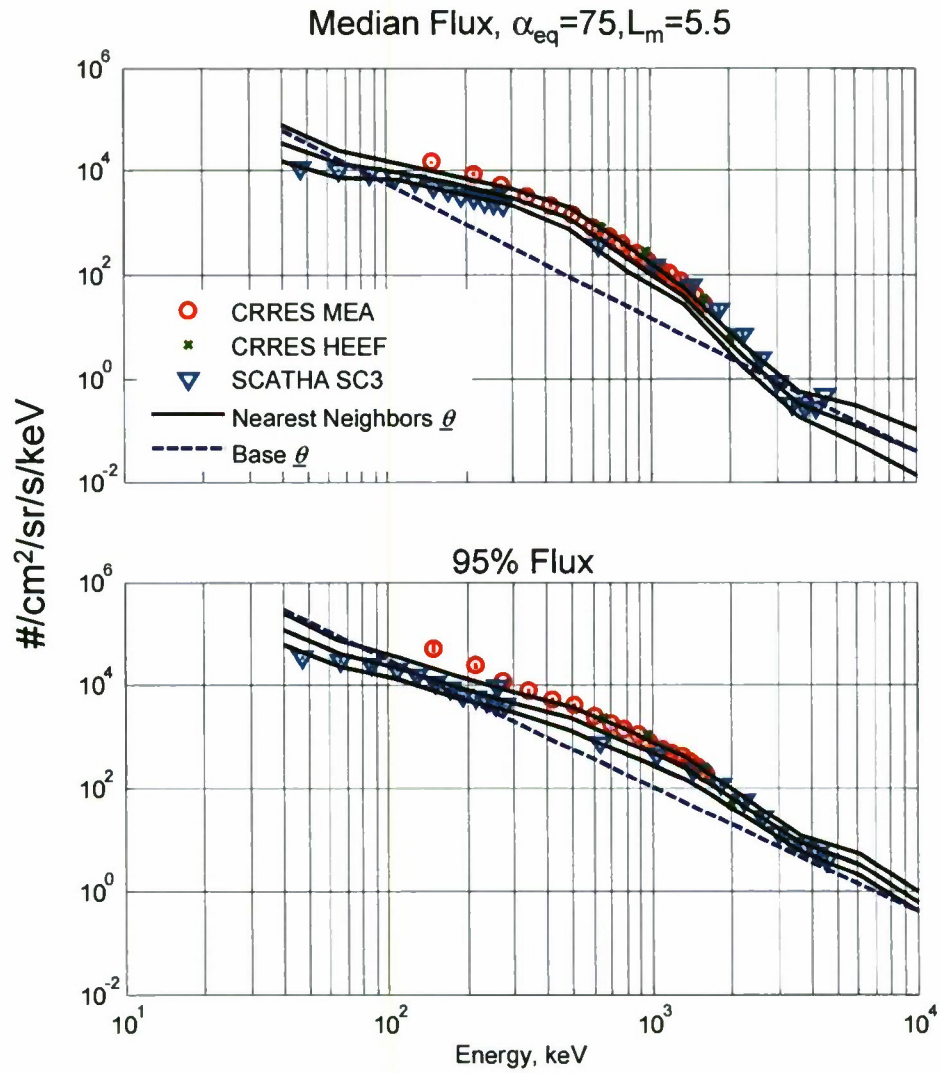 Median Flux, αeq=75,Lm=5.5
10^6
10^4
10^2
10^0
10^-2
CRRES MEA
CRRES HEEF
SCATHA SC3
Nearest Neighbors θ
Base θ
#/cm²/sr/s/keV
95% Flux
10^6
10^4
10^2
10^0
10^-2
10^1
10^2
10^3
10^4
Energy, keV